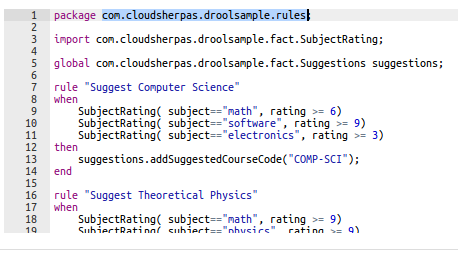 1 package com.cloudsherpas.droolsample.rules;
2
3 import com.cloudsherpas.droolsample.fact.SubjectRating;
4
5 global com.cloudsherpas.droolsample.fact.Suggestions suggestions;
6
7 rule "Suggest Computer Science"
8 when
9 SubjectRating( subject=="math", rating >= 6)
10 SubjectRating( subject=="software", rating >= 9)
11 SubjectRating( subject=="electronics", rating >= 3)
12 then
13 suggestions.addSuggestedCourseCode("COMP-SCI");
14 end
15
16 rule "Suggest Theoretical Physics"
17 when
18 SubjectRating( subject=="math", rating >= 9)
19 SubjectRating( subject=="physics", rating >= 9)